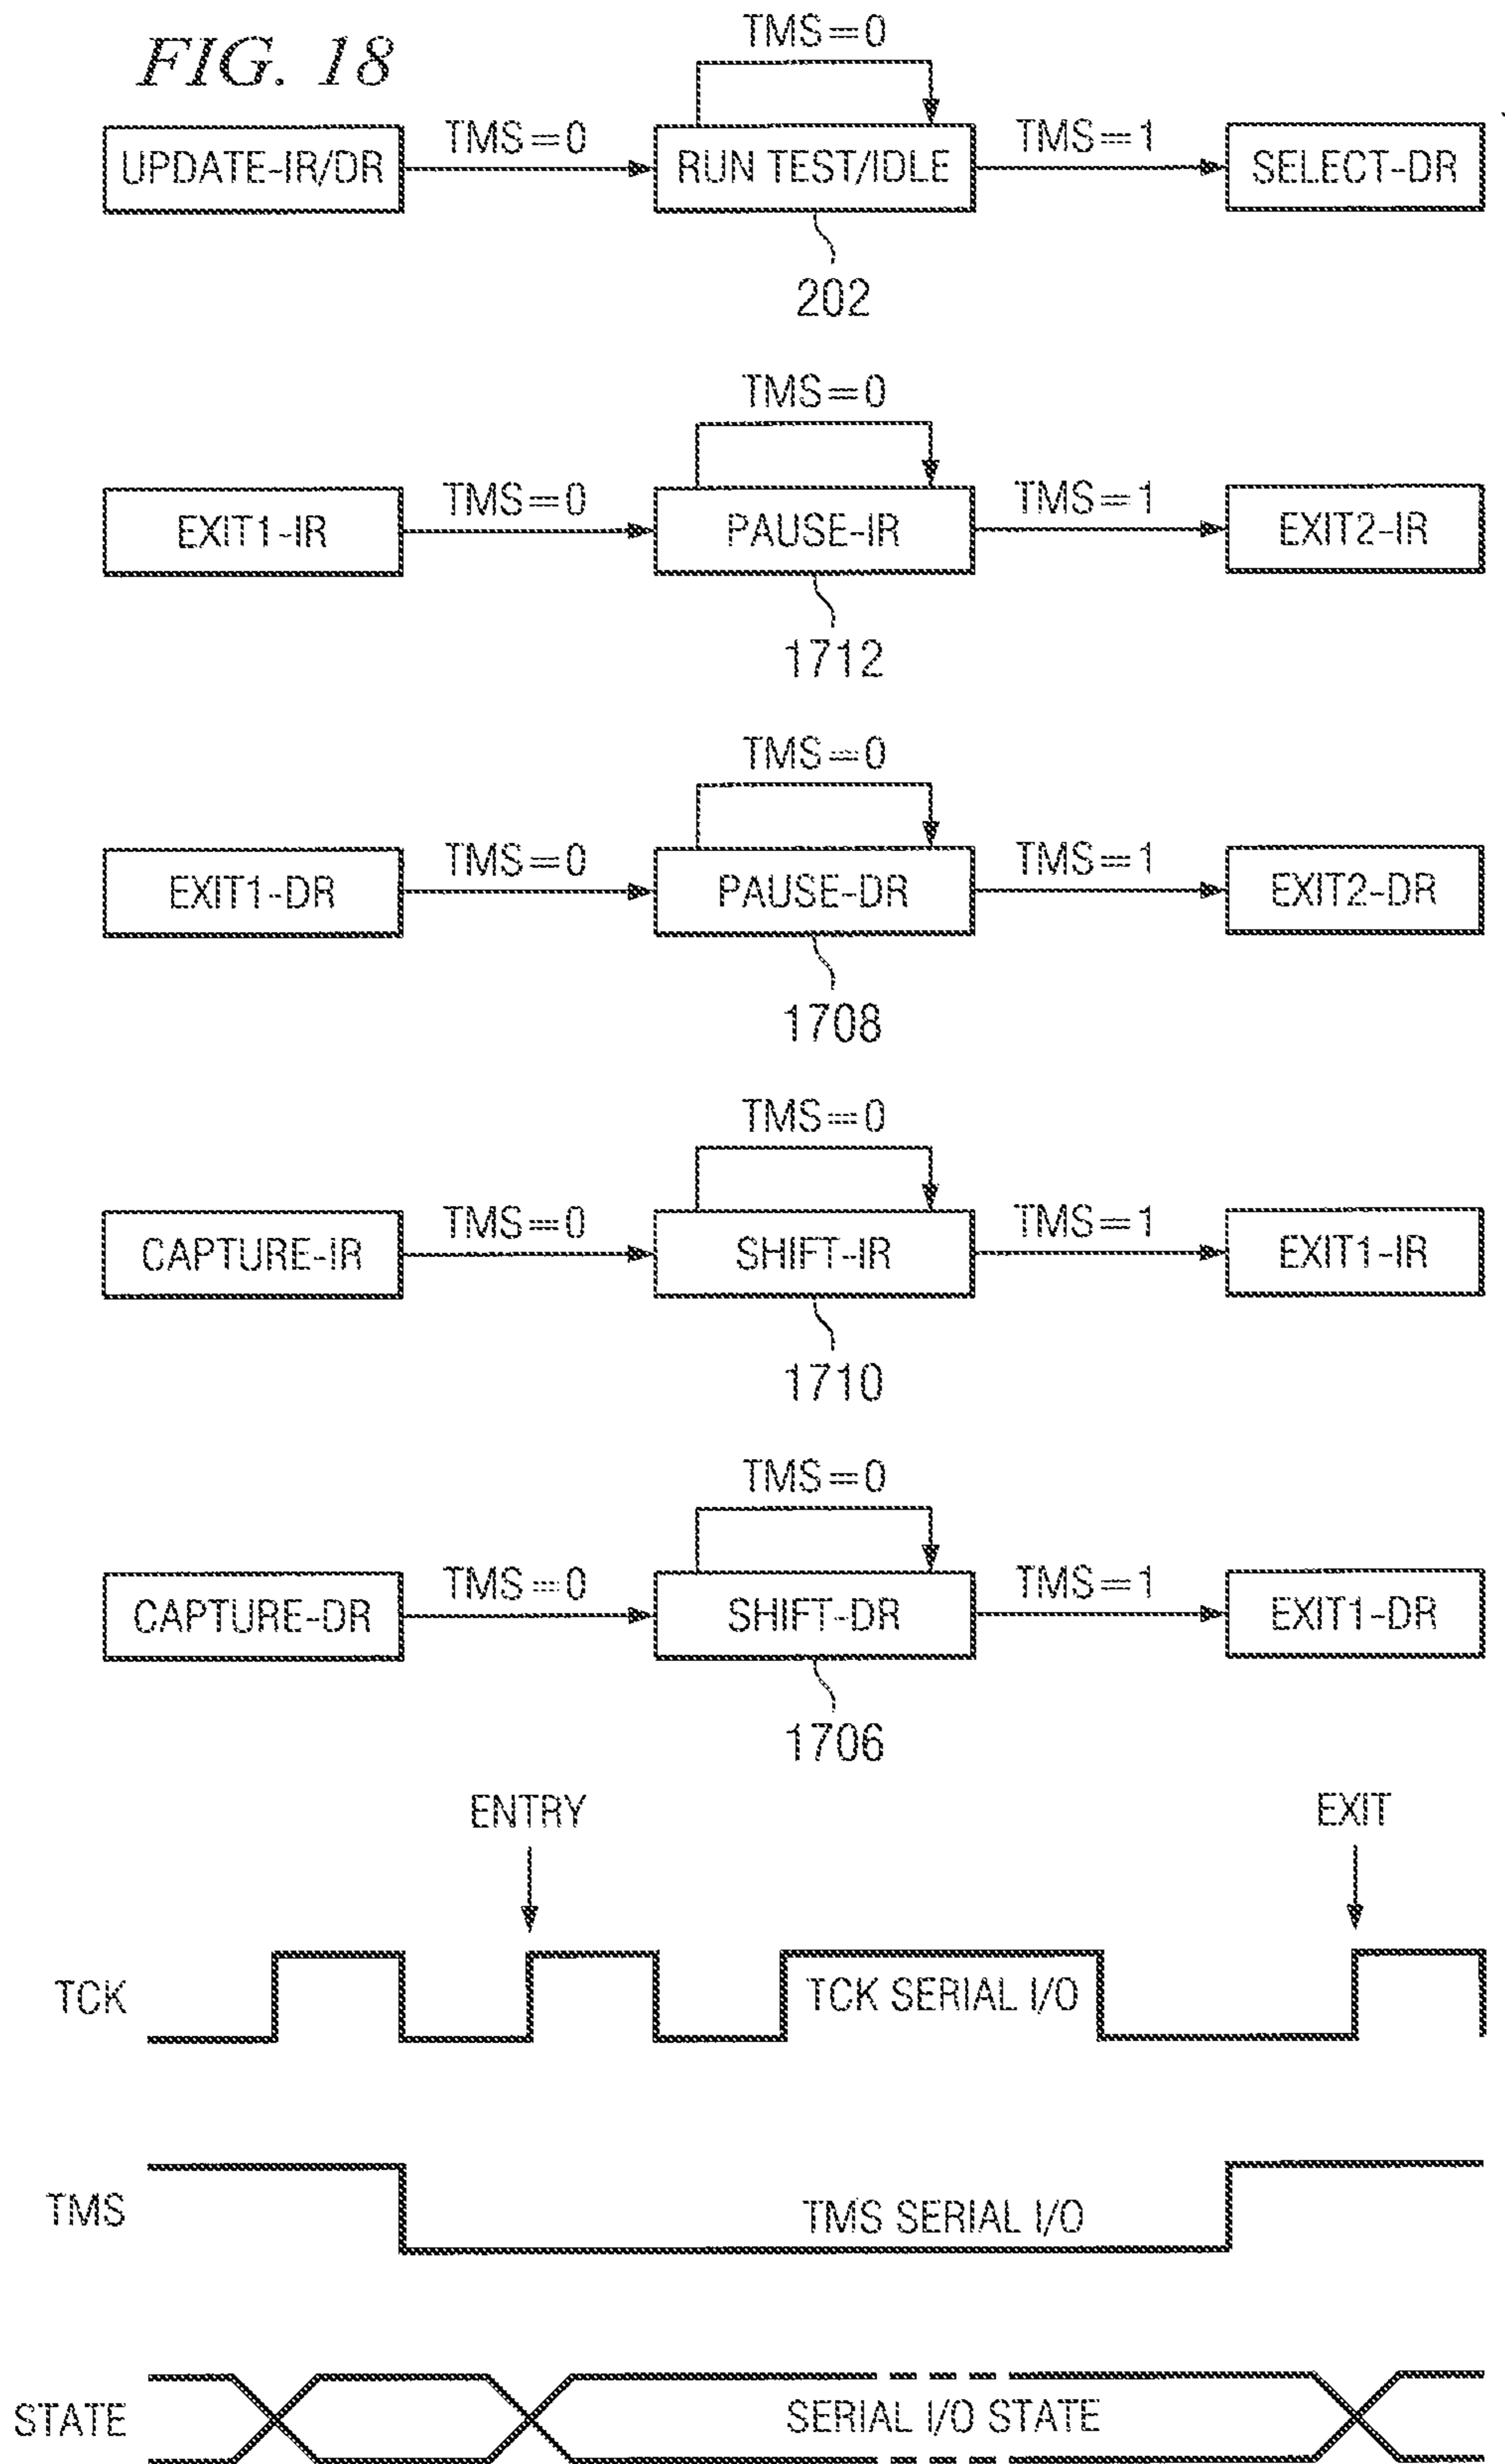 FIG. 18
TMS=0
UPDATE-IR/DR TMS=0 RUN TEST/IDLE TMS=1 SELECT-DR
202
TMS=0
EXIT1-IR TMS=0 PAUSE-IR TMS=1 EXIT2-IR
1712
TMS=0
EXIT1-DR TMS=0 PAUSE-DR TMS=1 EXIT2-DR
1708
TMS=0
CAPTURE-IR TMS=0 SHIFT-IR TMS=1 EXIT1-IR
1710
TMS=0
CAPTURE-DR TMS=0 SHIFT-DR TMS=1 EXIT1-DR
1706
ENTRY EXIT
TCK TCK SERIAL I/O
TMS TMS SERIAL I/O
STATE SERIAL I/O STATE